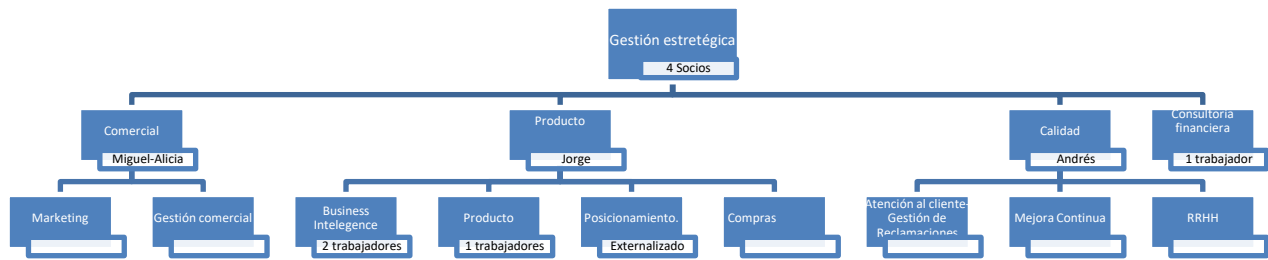 Gestión estretégica
4 Socios
Comercial
Miguel-Alicia
Producto
Jorge
Calidad
Andrés
Consultoría
financiera
1 trabajador
Marketing
Gestión comercial
Business
Intelegence
2 trabajadores
Producto
1 trabajadores
Posicionamiento.
Externalizado
Compras
Atención al cliente-
Gestión de
Reclamaciones
Mejora Continua
RRHH